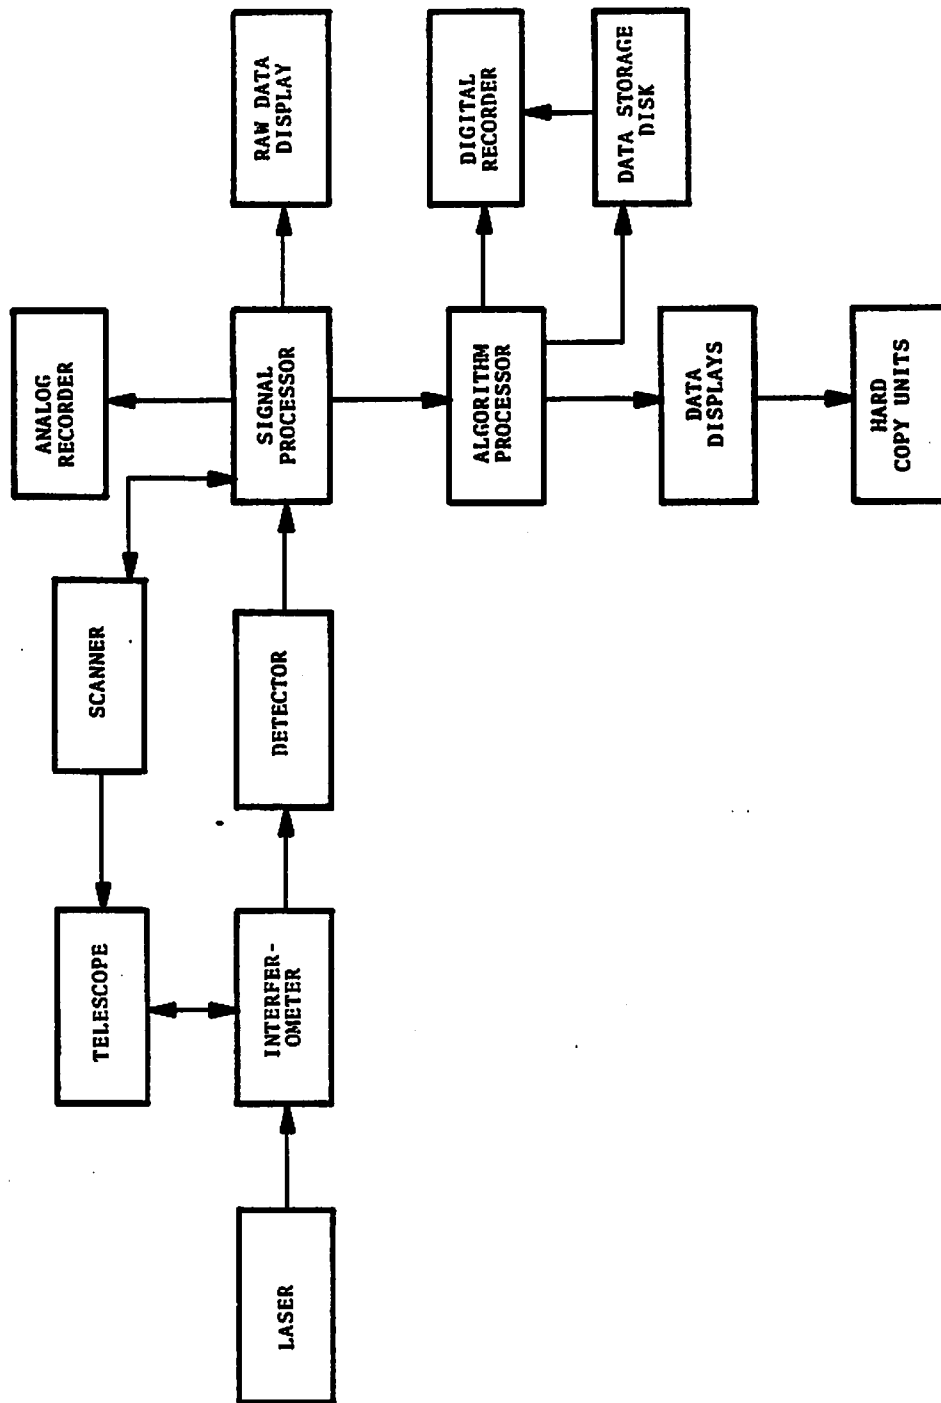 ANALOG
RECORDER
RAW DATA
DISPLAY
SCANNER
TELESCOPE
SIGNAL
PROCESSOR
DETECTOR
INTERFER-
OMETER
LASER
DIGITAL
RECORDER
ALGORITHM
PROCESSOR
DATA STORAGE
DISK
DATA
DISPLAYS
HARD
COPY UNITS